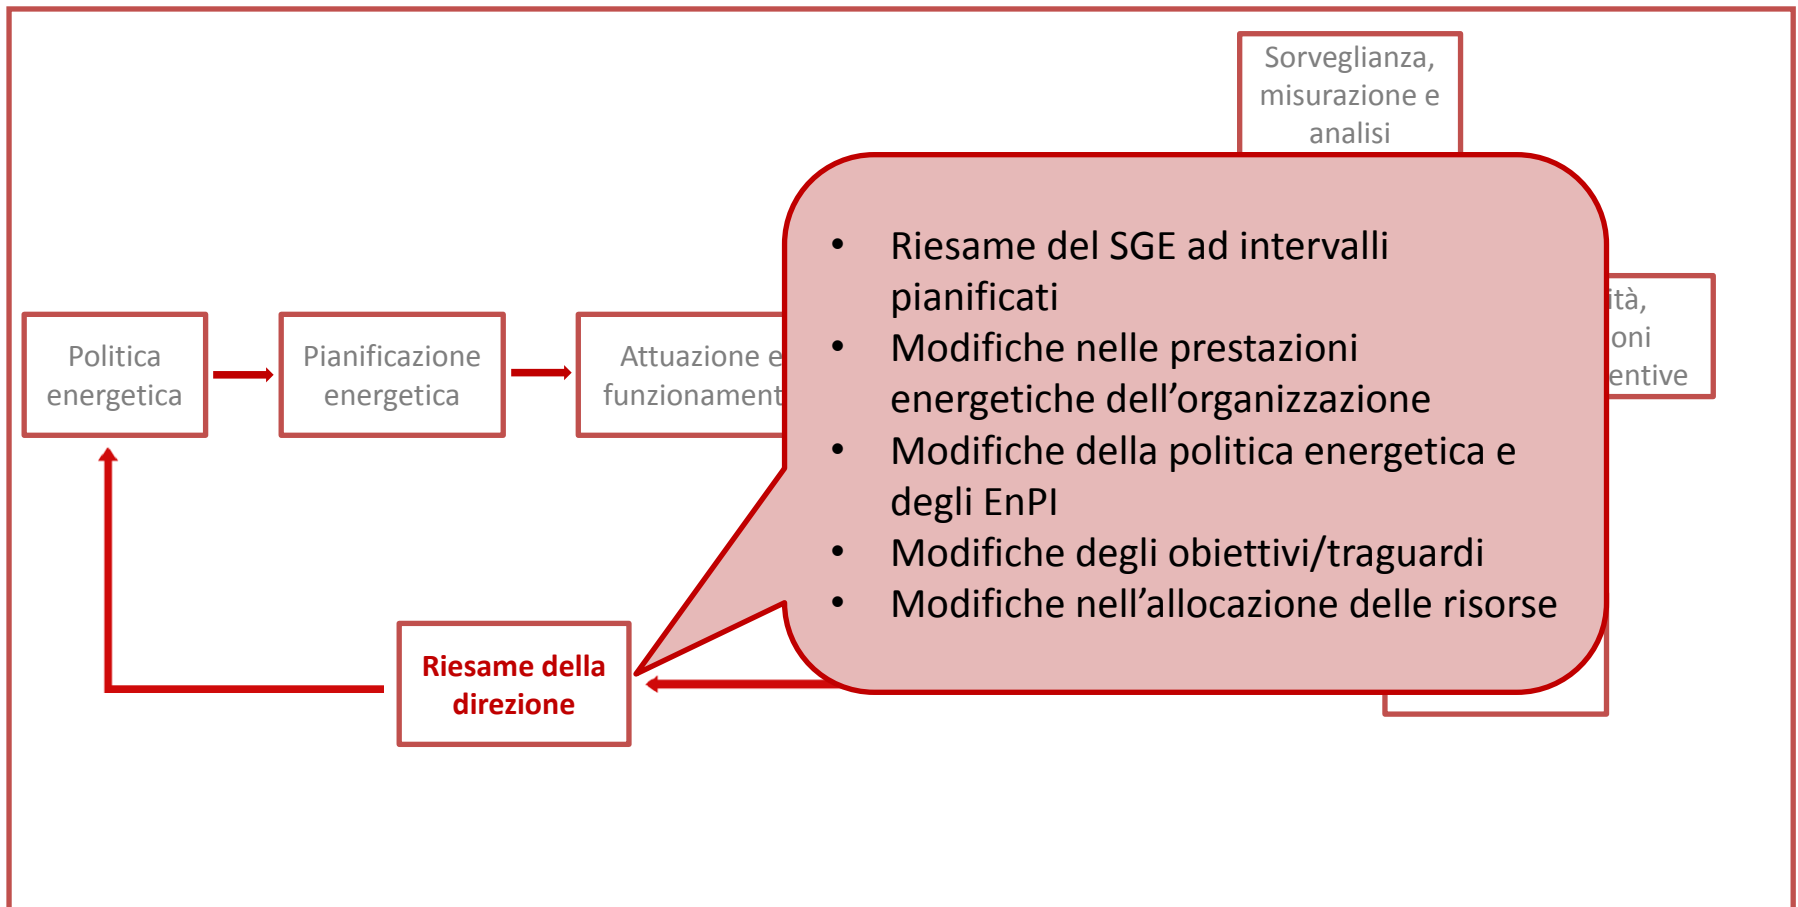 Sorveglianza,
misurazione e
analisi
• Riesame del SGE ad intervalli
pianificati
• Modifiche nelle prestazioni
energetiche dell’organizzazione
• Modifiche della politica energetica e
degli EnPI
• Modifiche degli obiettivi/traguardi
• Modifiche nell’allocazione delle risorse
Politica
energetica
Pianificazione
energetica
Attuazione e
funzionament
ità,
oni
entive
Riesame della
direzione